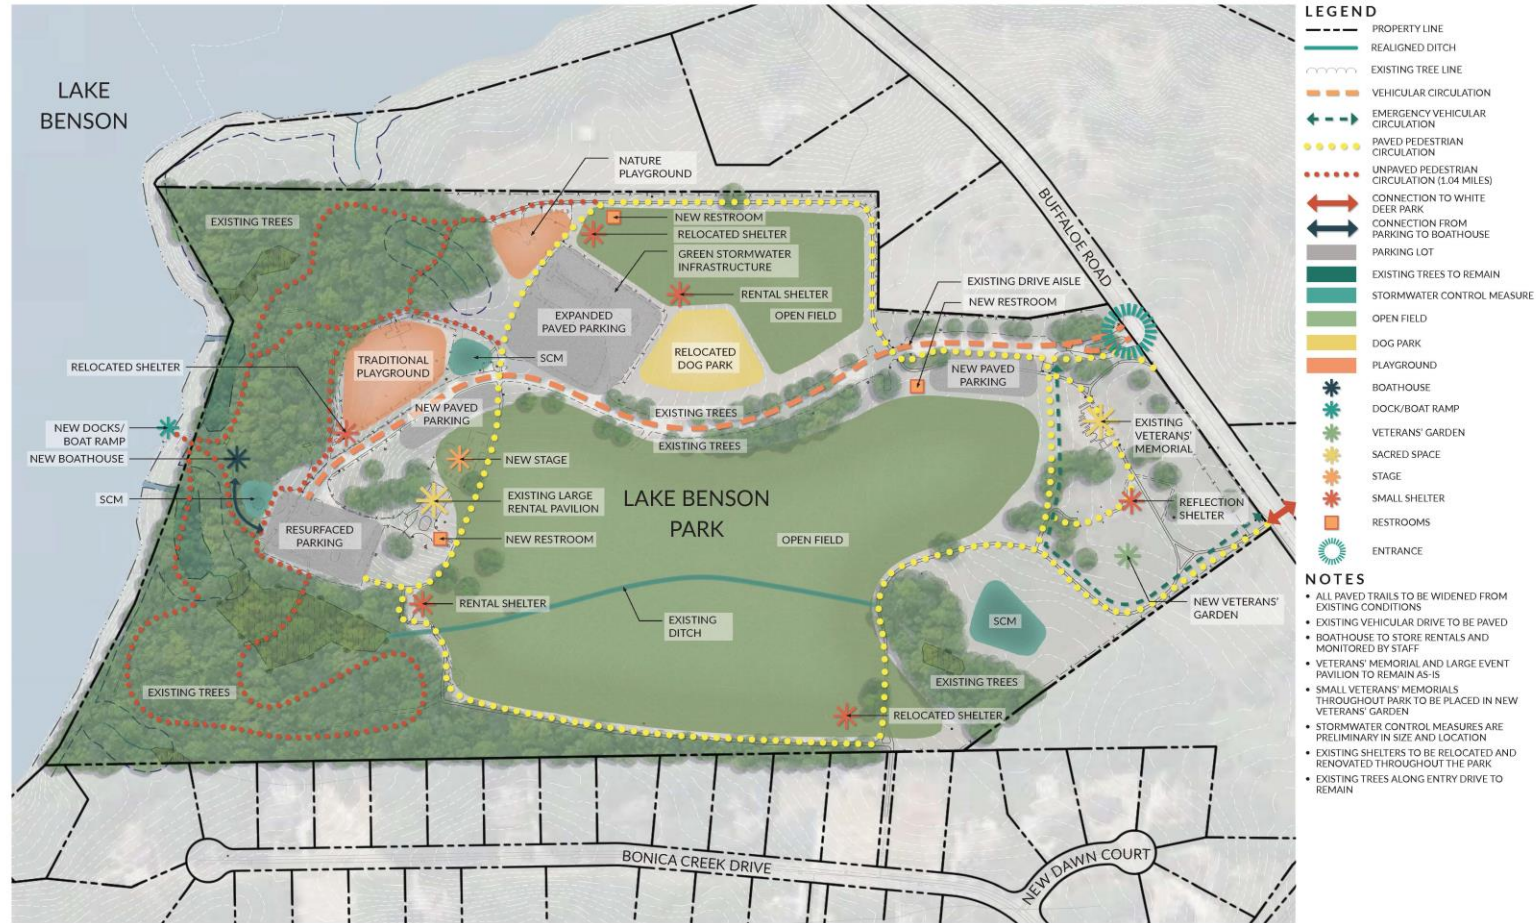 LAKE
BENSON
NATURE
PLAYGROUND
EXISTING TREES
NEW RESTROOM
RELOCATED SHELTER
GREEN STORMWATER
INFRASTRUCTURE
RENTAL SHELTER
OPEN FIELD
EXPANDED
PAVED PARKING
RELOCATED
DOG PARK
BUFFALOE ROAD
EXISTING DRIVE AISLE
NEW RESTROOM
NEW PAVED
PARKING
RELOCATED SHELTER
TRADITIONAL
PLAYGROUND
SCM
NEW PAVED
PARKING
EXISTING TREES
EXISTING TREES
NEW DOCKS/
BOAT RAMP
NEW BOATHOUSE
SCM
RESURFACED
PARKING
NEW STAGE
EXISTING LARGE
RENTAL PAVILION
NEW RESTROOM
LAKE BENSON
PARK
OPEN FIELD
EXISTING
VETERANS'
MEMORIAL
REFLECTION
SHELTER
NEW VETERANS'
GARDEN
RENTAL SHELTER
EXISTING
DITCH
SCM
EXISTING TREES
EXISTING TREES
RELOCATED SHELTER
BONICA CREEK DRIVE
NEW DAWN COURT
LEGEND
PROPERTY LINE
REALIGNED DITCH
EXISTING TREE LINE
VEHICULAR CIRCULATION
EMERGENCY VEHICULAR
CIRCULATION
PAVED PEDESTRIAN
CIRCULATION
UNPAVED PEDESTRIAN
CIRCULATION (1.04 MILES)
CONNECTION TO WHITE
DEER PARK
CONNECTION FROM
PARKING TO BOATHOUSE
PARKING LOT
EXISTING TREES TO REMAIN
STORMWATER CONTROL MEASURE
OPEN FIELD
DOG PARK
PLAYGROUND
BOATHOUSE
DOCK/BOAT RAMP
VETERANS' GARDEN
SACRED SPACE
STAGE
SMALL SHELTER
RESTROOMS
ENTRANCE
NOTES
• ALL PAVED TRAILS TO BE WIDENED FROM
EXISTING CONDITIONS
• EXISTING VEHICULAR DRIVE TO BE PAVED
• BOATHOUSE TO STORE RENTALS AND
MONITORED BY STAFF
• VETERANS' MEMORIAL AND LARGE EVENT
PAVILION TO REMAIN AS-IS
• SMALL VETERANS' MEMORIALS
THROUGHOUT PARK TO BE PLACED IN NEW
VETERANS' GARDEN
• STORMWATER CONTROL MEASURES ARE
PRELIMINARY IN SIZE AND LOCATION
• EXISTING SHELTERS TO BE RELOCATED AND
RENOVATED THROUGHOUT THE PARK
• EXISTING TREES ALONG ENTRY DRIVE TO
REMAIN